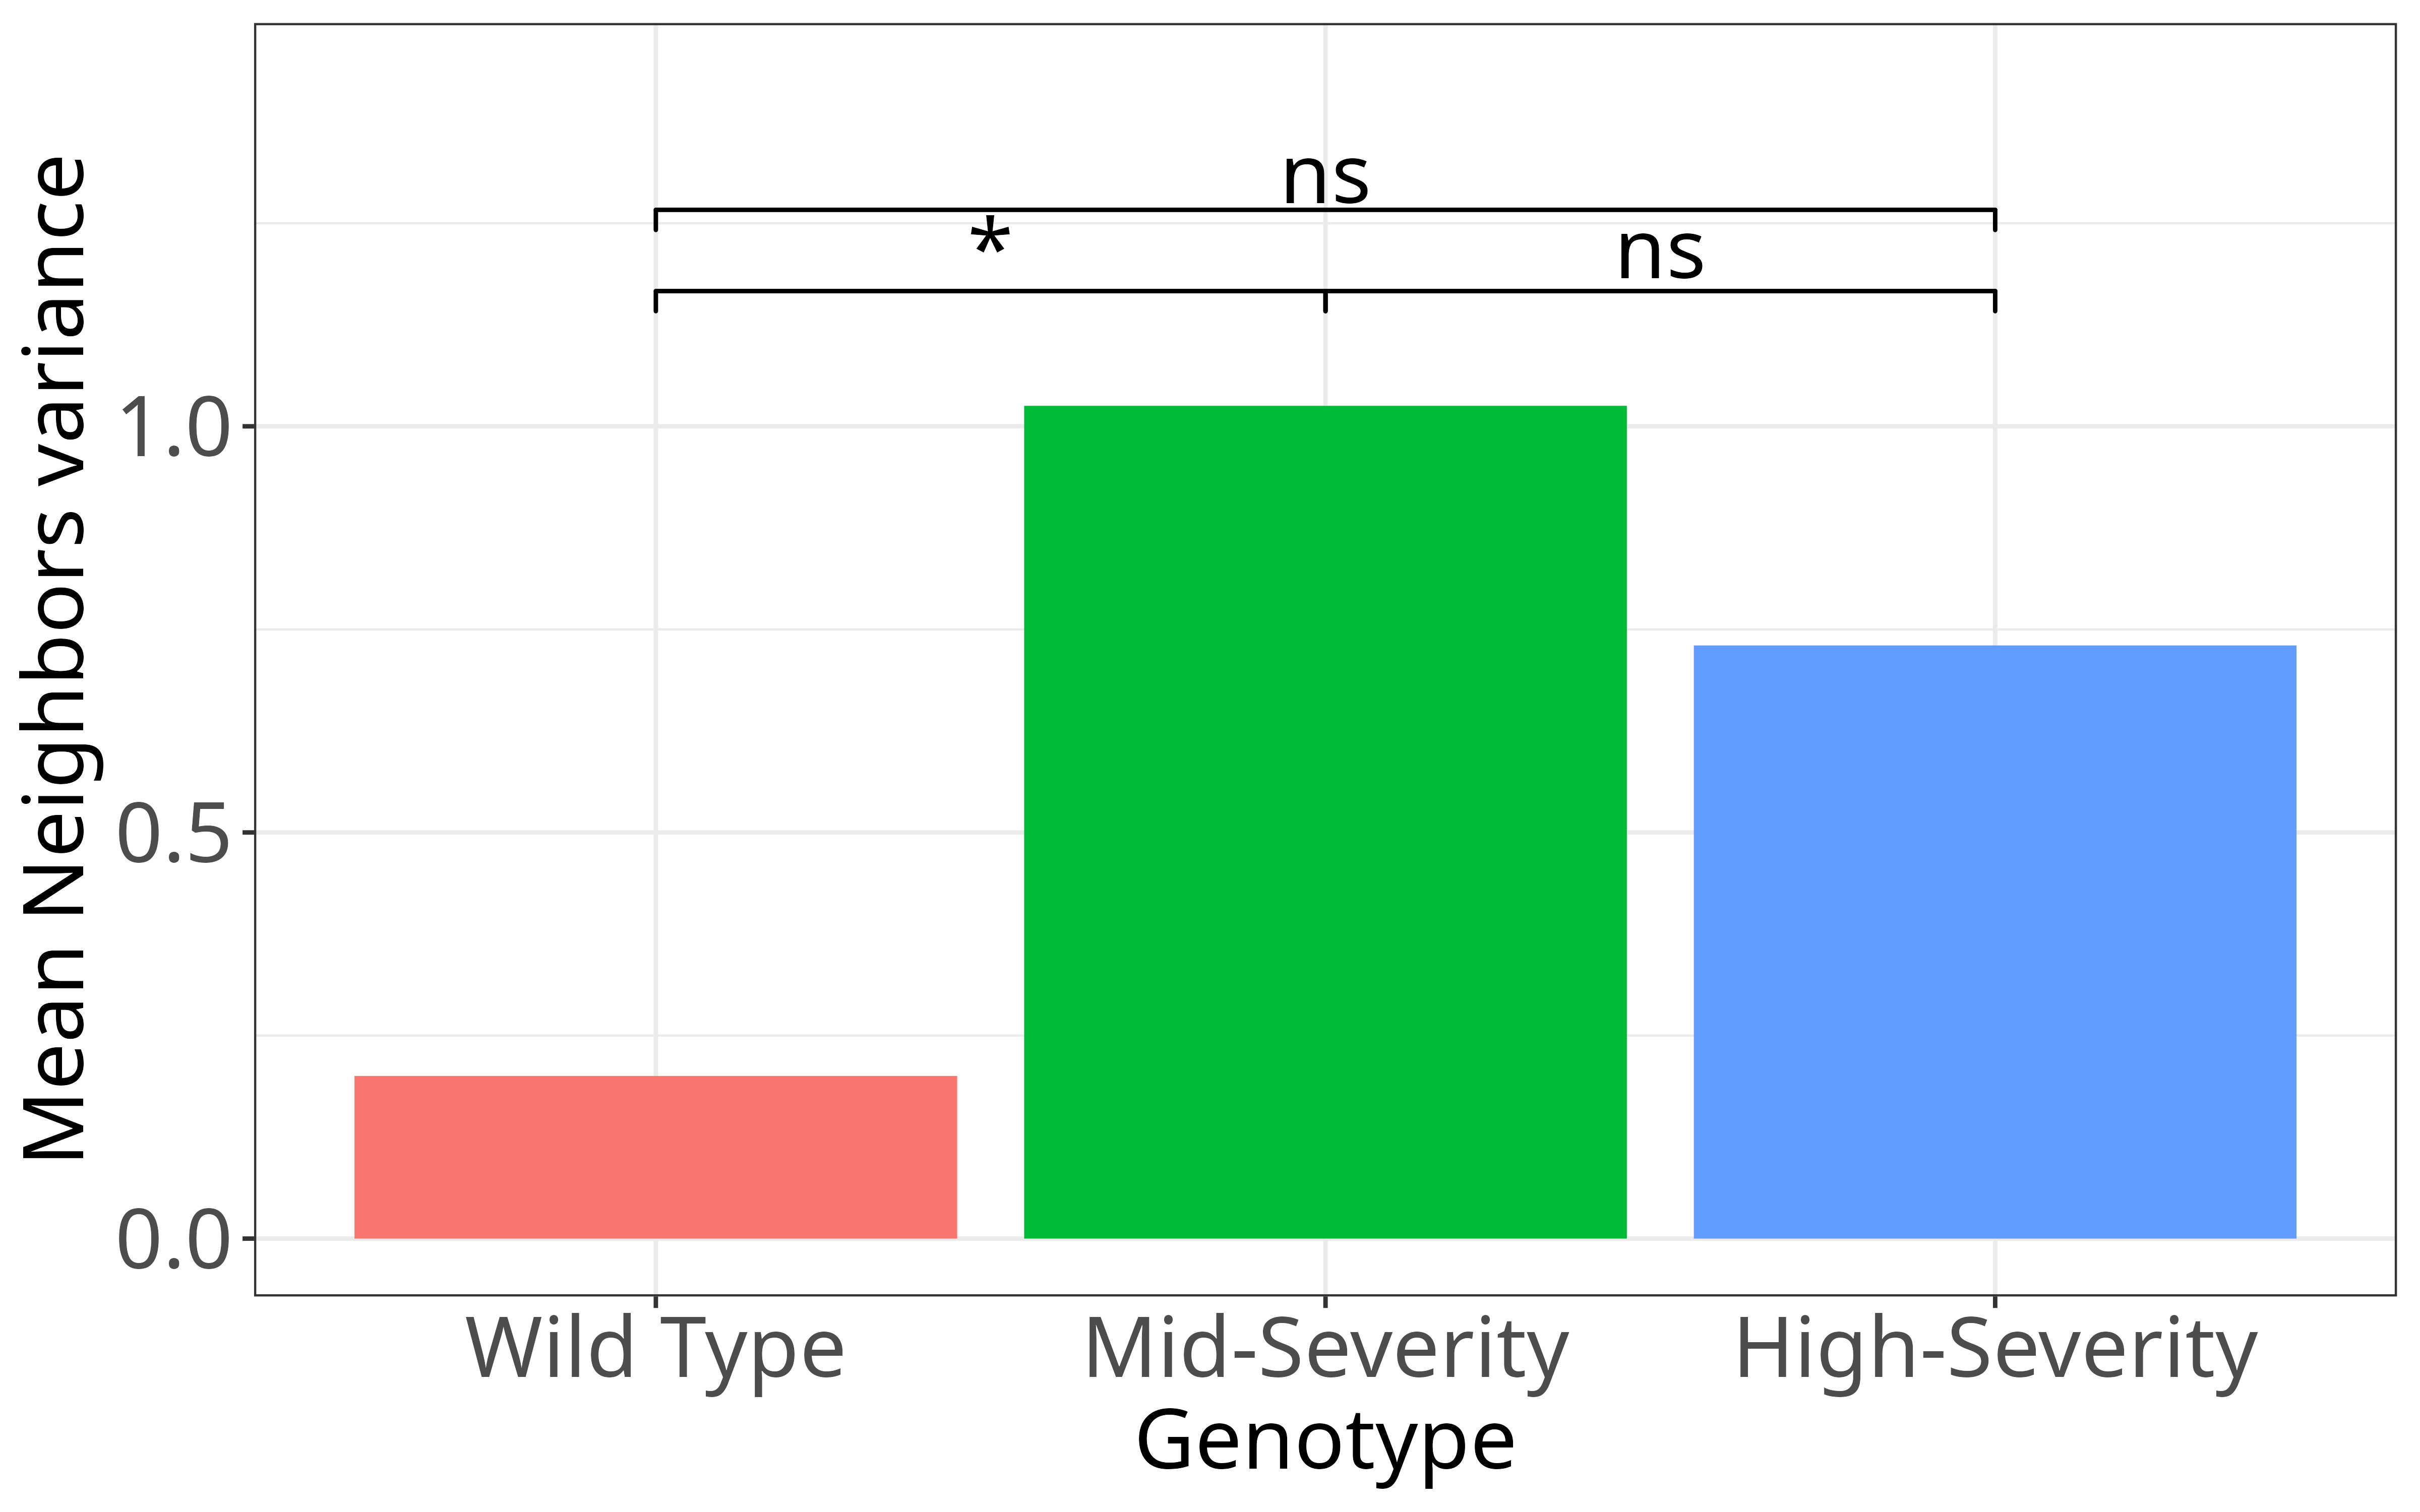 Mean Neighbors variance
ns
*
ns
1.0
0.5
0.0
Wild Type
Mid-Severity
High-Severity
Genotype